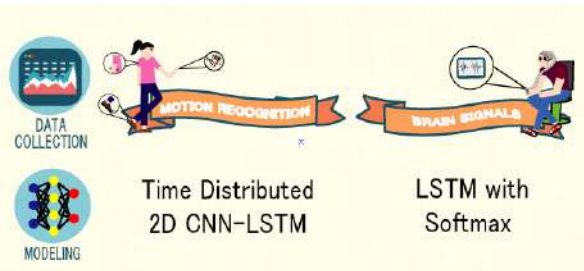 MOTION RECOGNITION
BRAIN SIGNALS
DATA
COLLECTION
Time Distributed
2D CNN-LSTM
LSTM with
Softmax
MODELING